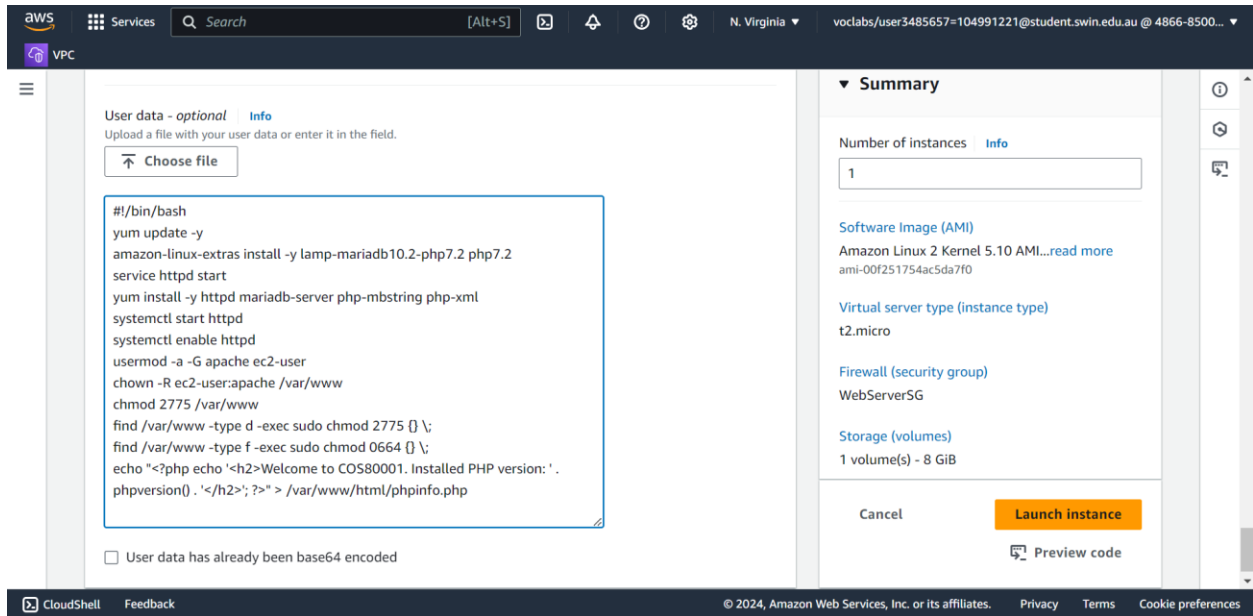 aws
Services
Search
[Alt+S]
N. Virginia
voclabs/user3485657=104991221@student.swin.edu.au @ 4866-8500...
VPC
User data - optional
Info
Upload a file with your user data or enter it in the field.
Choose file
#!/bin/bash
yum update -y
amazon-linux-extras install -y lamp-mariadb10.2-php7.2 php7.2
service httpd start
yum install -y httpd mariadb-server php-mbstring php-xml
systemctl start httpd
systemctl enable httpd
usermod -a -G apache ec2-user
chown -R ec2-user:apache /var/www
chmod 2775 /var/www
find /var/www -type d -exec sudo chmod 2775 {} \;
find /var/www -type f -exec sudo chmod 0664 {} \;
echo "<?php echo '<h2>Welcome to COS80001. Installed PHP version: ' .
phpversion() . '</h2>'; ?>" > /var/www/html/phpinfo.php
User data has already been base64 encoded
Summary
Number of instances
Info
1
Software Image (AMI)
Amazon Linux 2 Kernel 5.10 AMI...read more
ami-00f251754ac5da7f0
Virtual server type (instance type)
t2.micro
Firewall (security group)
WebServerSG
Storage (volumes)
1 volume(s) - 8 GiB
Cancel
Launch instance
Preview code
CloudShell
Feedback
© 2024, Amazon Web Services, Inc. or its affiliates.
Privacy
Terms
Cookie preferences